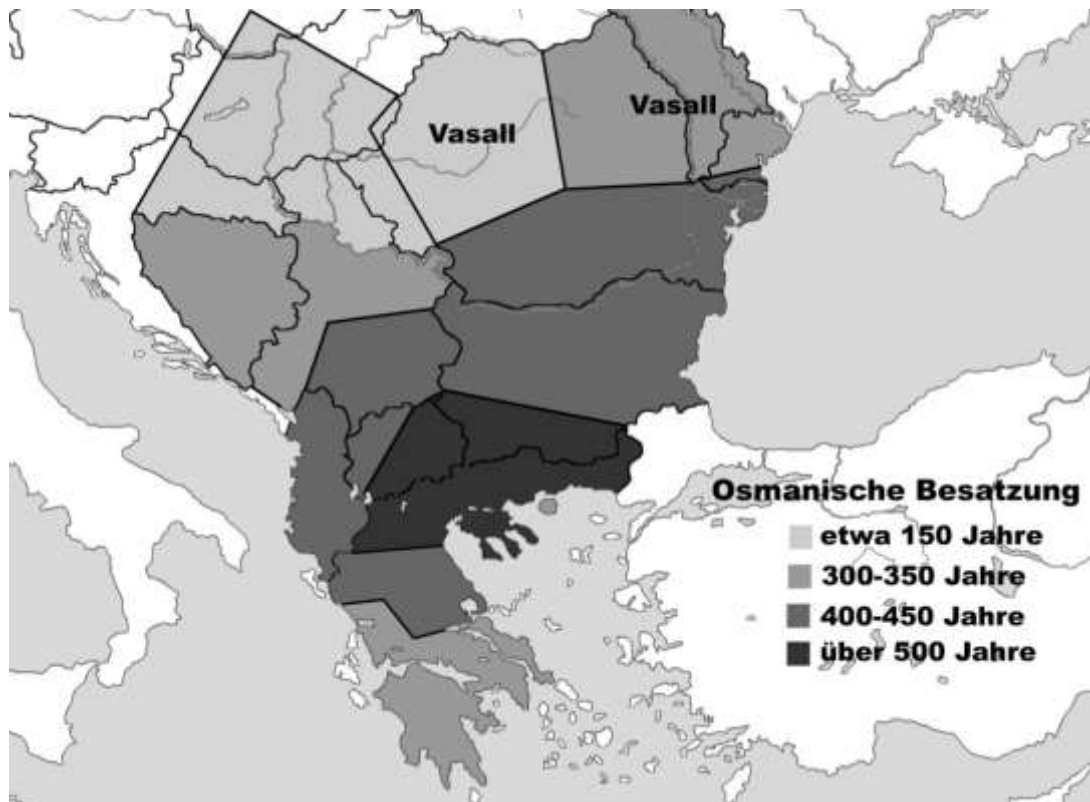 Vasall
Vasall
Osmanische Besatzung
etwa 150 Jahre
300-350 Jahre
400-450 Jahre
über 500 Jahre